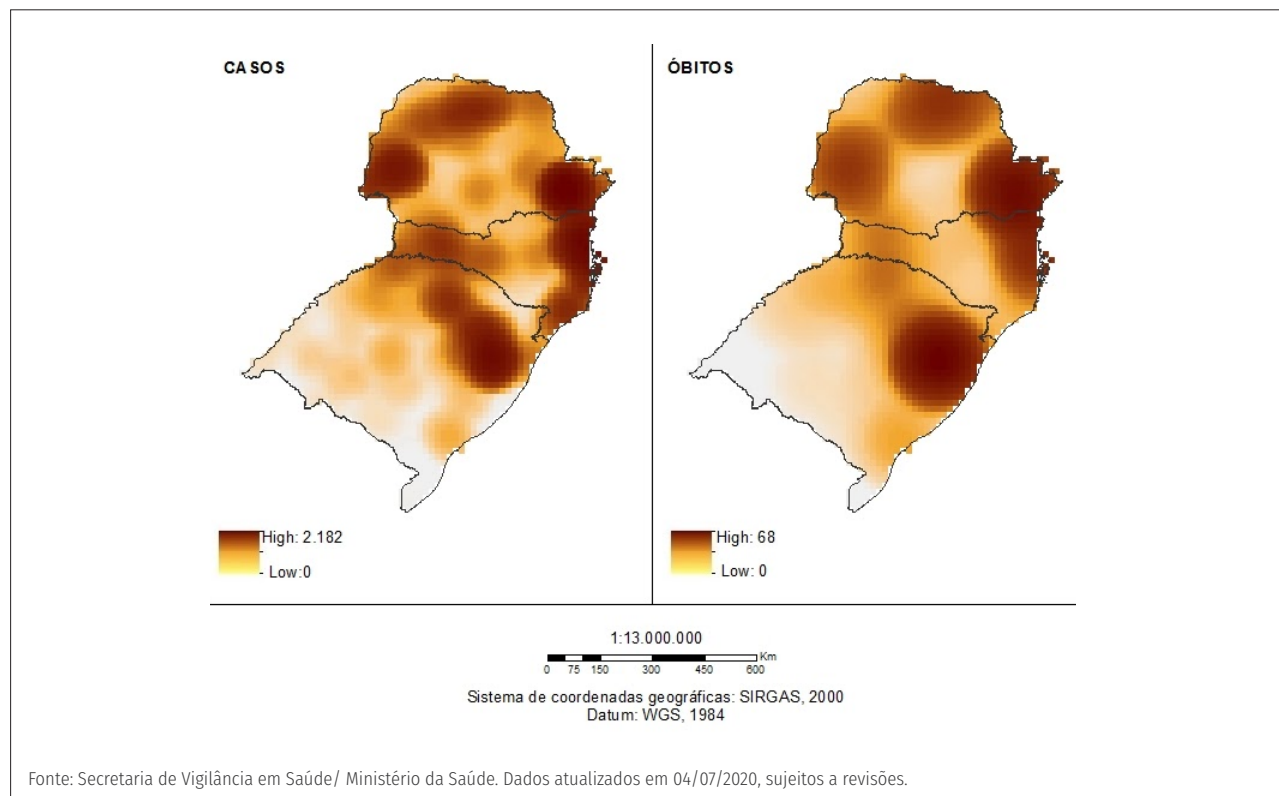 CASOS
High: 2.182
Low:0
ÓBITOS
High: 68
Low: 0
1:13.000.000
0 75 150 300 450 600 Km
Sistema de coordenadas geográficas: SIRGAS, 2000
Datum: WGS, 1984
Fonte: Secretaria de Vigilância em Saúde/ Ministério da Saúde. Dados atualizados em 04/07/2020, sujeitos a revisões.